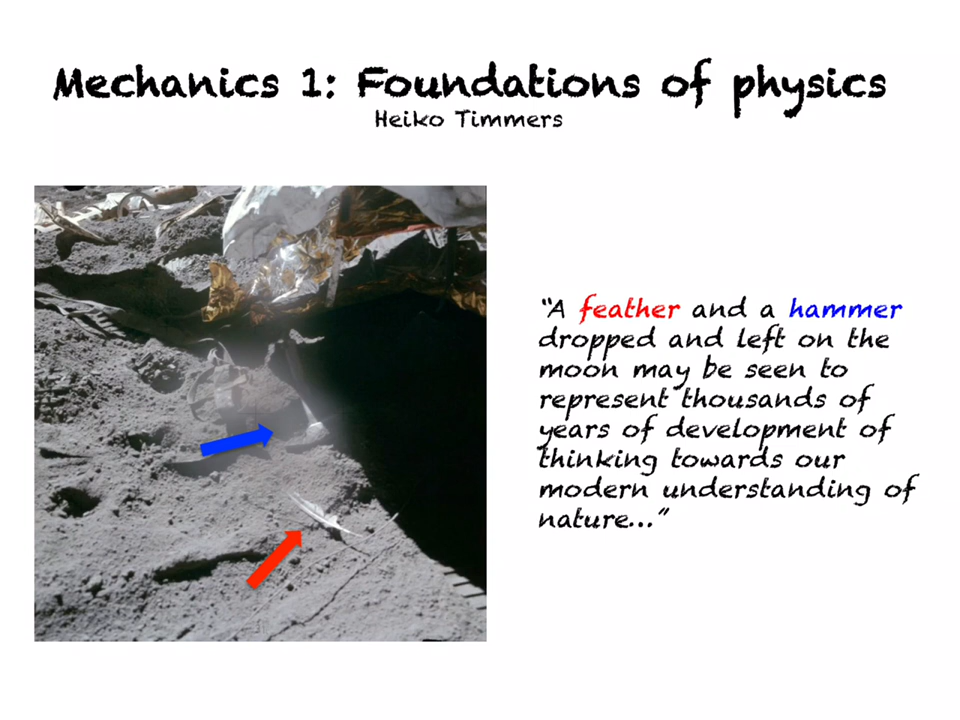 Mechanics 1: Foundations of physics
Heiko Timmers
“A feather and a hammer
dropped and left on the
moon may be seen to
represent thousands of
years of development of
thinking towards our
modern understanding of
nature...”